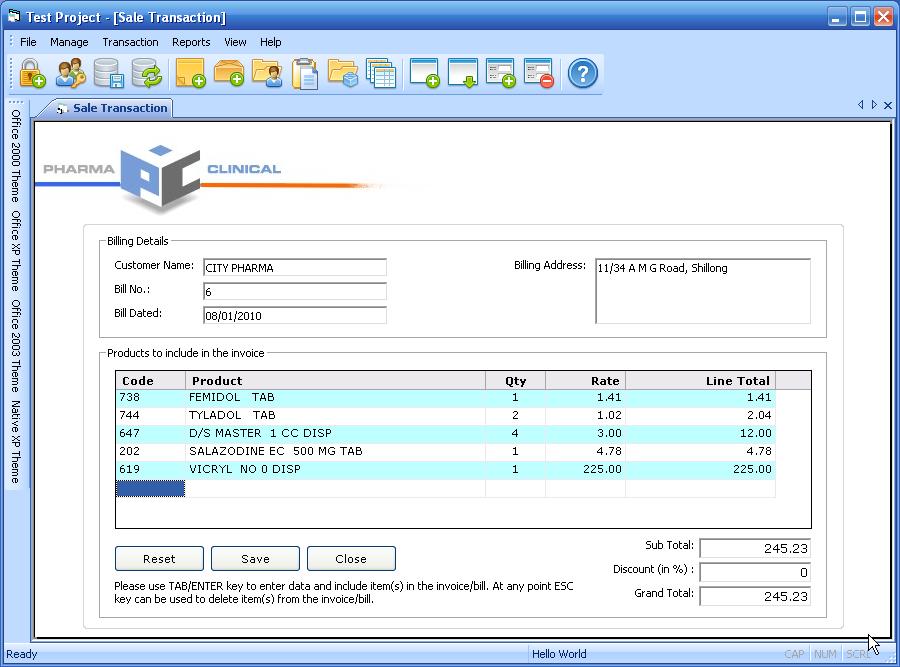 Test Project - [Sale Transaction]
File Manage Transaction Reports View Help
Sale Transaction
Office 2000 Theme Office XP Theme Office 2003 Theme Native XP Theme
PHARMA PC CLINICAL
Billing Details
Customer Name: CITY PHARMA Billing Address: 11/34 A M G Road, Shillong
Bill No.: 6
Bill Dated: 08/01/2010
Products to include in the invoice
Code Product Qty Rate Line Total
738 FEMIDOL TAB 1 1.41 1.41
744 TYLADOL TAB 2 1.02 2.04
647 D/S MASTER 1 CC DISP 4 3.00 12.00
202 SALAZODINE EC 500 MG TAB 1 4.78 4.78
619 VICRYL NO 0 DISP 1 225.00 225.00
Sub Total: 245.23
Reset Save Close
Discount (in %) : 0
Please use TAB/ENTER key to enter data and include item(s) in the invoice/bill. At any point ESC
key can be used to delete item(s) from the invoice/bill.
Grand Total: 245.23
Ready Hello World CAP NUM SCRL